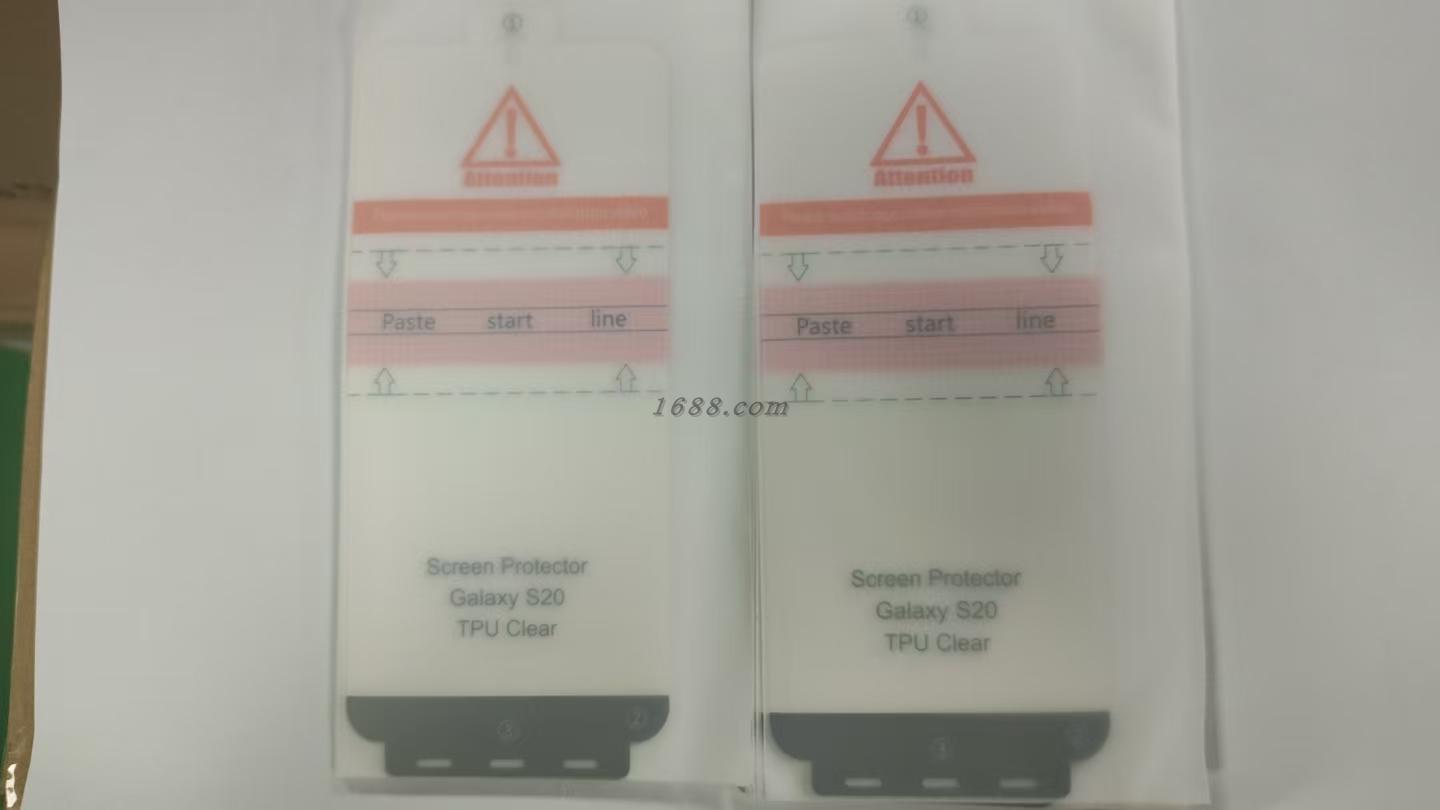 ①
Attention
Paste start line
Screen Protector
Galaxy S20
TPU Clear
②
③
①
Attention
Paste start line
Screen Protector
Galaxy S20
TPU Clear
③
1688.com